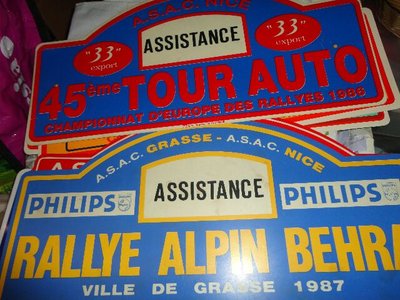 A.S.A.C. NICE
"33" export
ASSISTANCE
"33" export
45ème TOUR AUTO
CHAMPIONNAT D'EUROPE DES RALLYES 1986
A.S.A.C. GRASSE - A.S.A.C. NICE
PHILIPS
ASSISTANCE
PHILIPS
RALLYE ALPIN BEHRA
VILLE DE GRASSE 1987